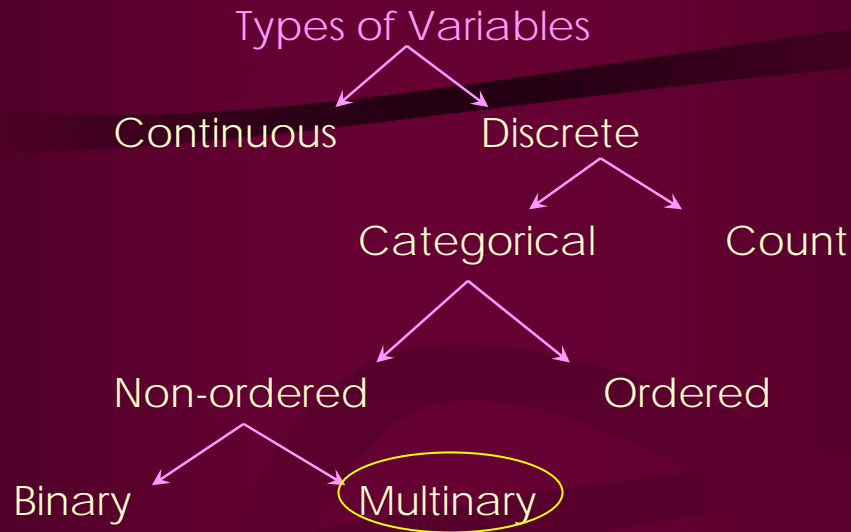 Types of Variables
Continuous Discrete
Categorical Count
Non-ordered Ordered
Binary Multinary